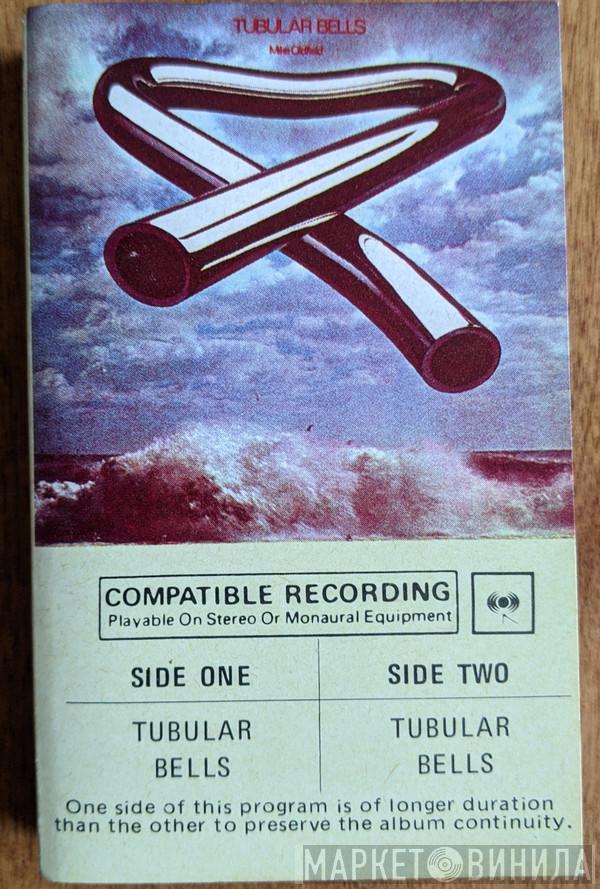 TUBULAR BELLS
Mike Oldfield
COMPATIBLE RECORDING
Playable On Stereo Or Monaural Equipment
SIDE ONE
TUBULAR
BELLS
SIDE TWO
TUBULAR
BELLS
One side of this program is of longer duration
than the other to preserve the album continuity.
МАРКЕТ ВИНИЛА